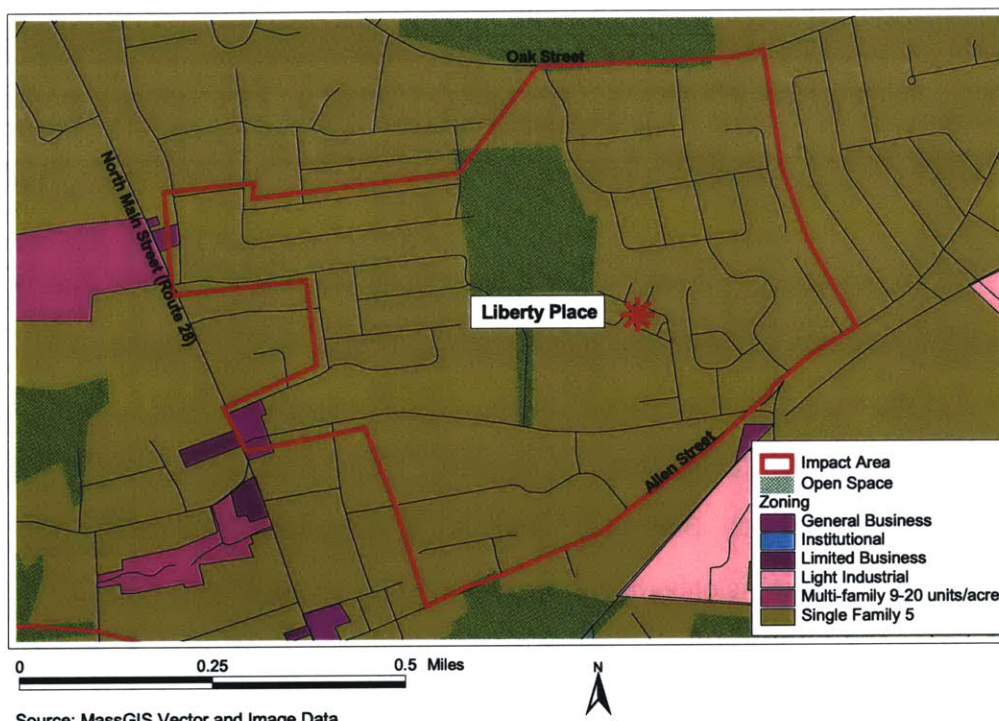 Oak Street
North Main Street (Route 28)
Liberty Place
Allen Street
Impact Area
Open Space
Zoning
General Business
Institutional
Limited Business
Light Industrial
Multi-family 9-20 units/acre
Single Family 5
0 0.25 0.5 Miles
N
Source: MassGIS Vector and Image Data